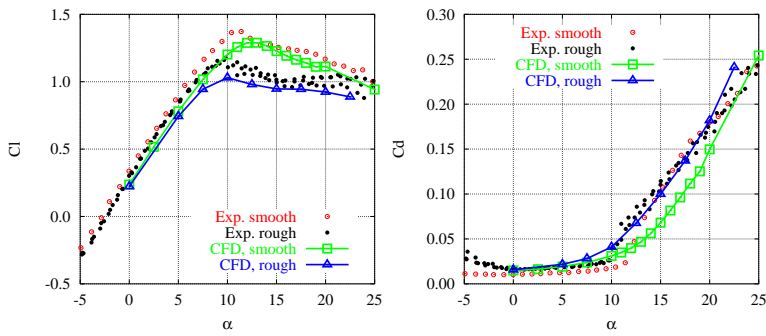 1.5
1.0
0.5
0.0
-0.5
Cl
-5 0 5 10 15 20 25
α
Exp. smooth
Exp. rough
CFD, smooth
CFD, rough
0.30
0.25
0.20
0.15
0.10
0.05
0.00
Cd
-5 0 5 10 15 20 25
α
Exp. smooth
Exp. rough
CFD, smooth
CFD, rough